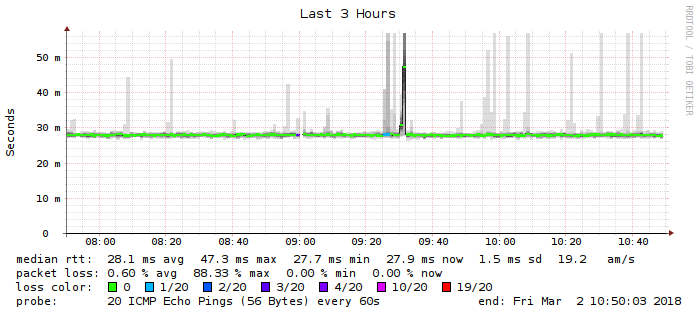 Last 3 Hours
RRDTOOL / TOBI OETIKER
Seconds
50 m
40 m
30 m
20 m
10 m
0
08:00 08:20 08:40 09:00 09:20 09:40 10:00 10:20 10:40
median rtt: 28.1 ms avg 47.3 ms max 27.7 ms min 27.9 ms now 1.5 ms sd 19.2 am/s
packet loss: 0.60 % avg 88.33 % max 0.00 % min 0.00 % now
loss color: 0 1/20 2/20 3/20 4/20 10/20 19/20
probe: 20 ICMP Echo Pings (56 Bytes) every 60s end: Fri Mar 2 10:50:03 2018